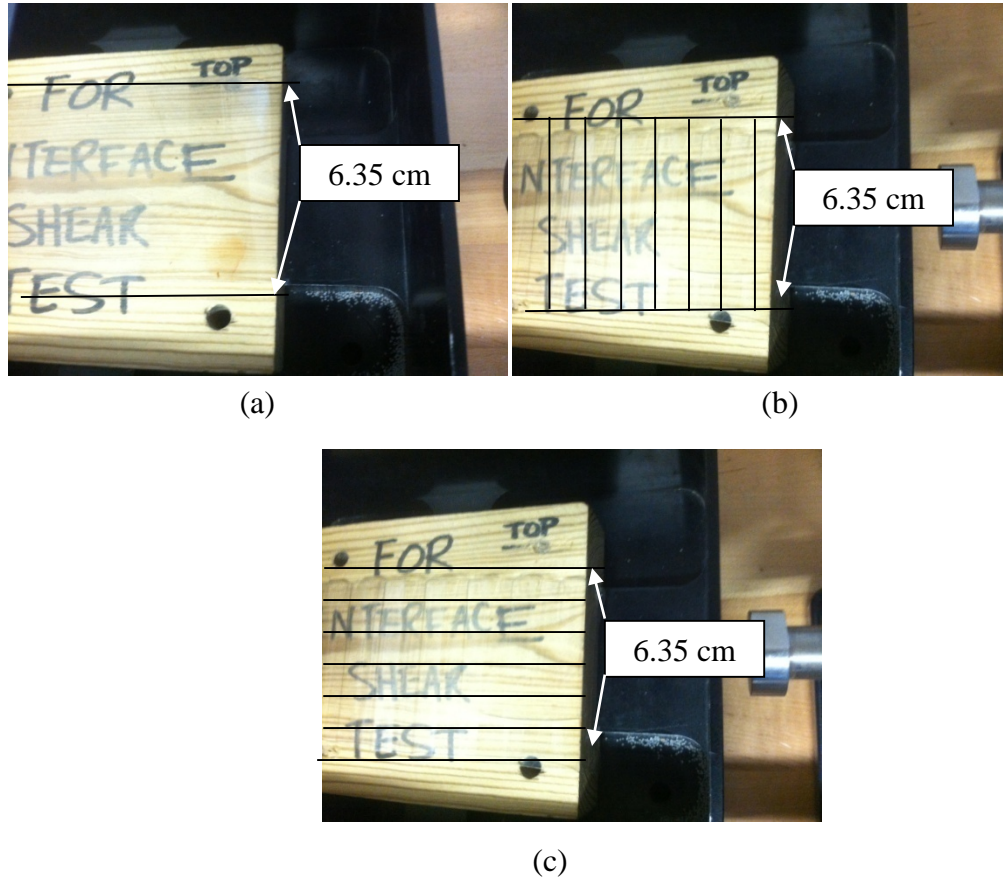 TOP
FOR
NTERFACE
6.35 cm
SHEAR
TEST
(a)
TOP
FOR
NTERFACE
6.35 cm
SHEAR
TEST
(b)
TOP
FOR
NTERFACE
6.35 cm
SHEAR
TEST
(c)